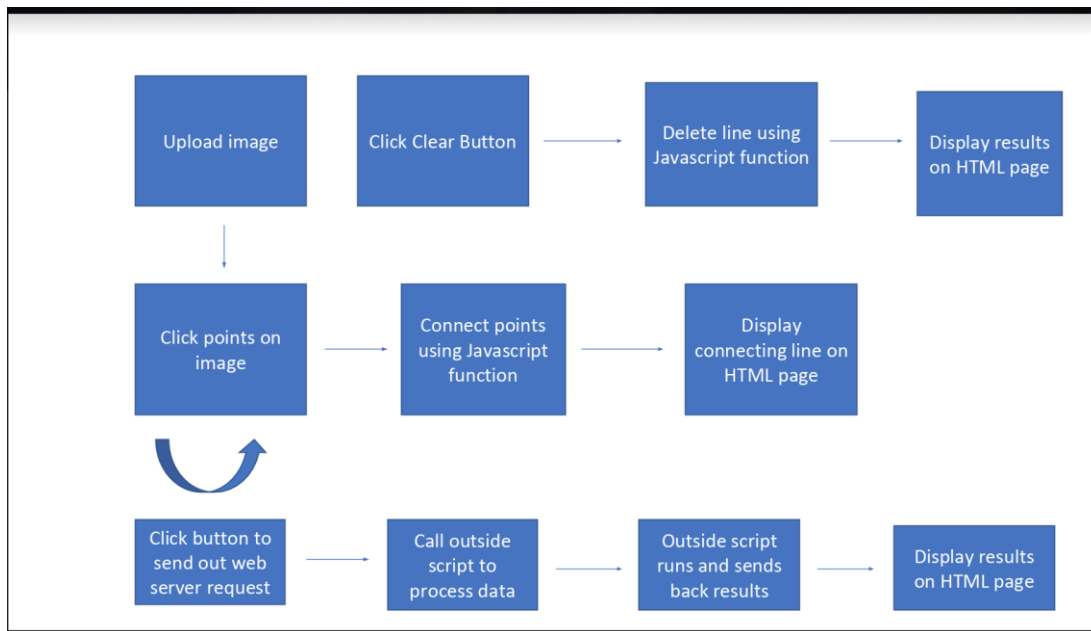 Upload image
Click Clear Button
Delete line using
Javascript function
Display results
on HTML page
Click points on
image
Connect points
using Javascript
function
Display
connecting line on
HTML page
Click button to
send out web
server request
Call outside
script to
process data
Outside script
runs and sends
back results
Display results
on HTML page